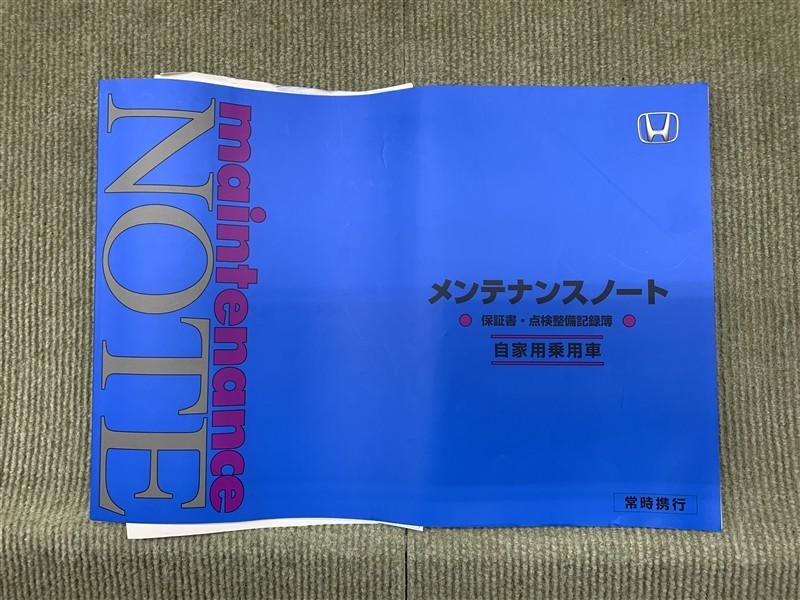 maintenance
NOTE
メンテナンスノート
保証書・点検整備記録簿
自家用乗用車
常時携行